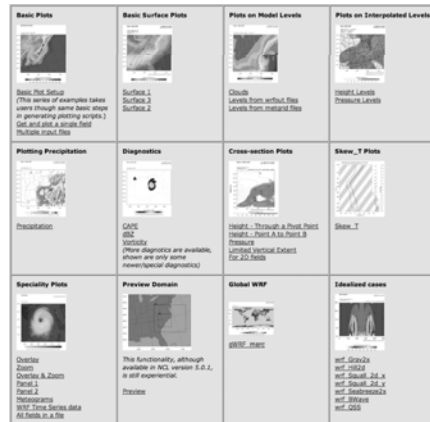 Basic Plots
Basic Plot Setup
(This series of examples takes
users though some basic steps
in generating plotting scripts.)
Get and plot a single field
Multiple input files
Basic Surface Plots
Surface 1
Surface 3
Surface 2
Plots on Model Levels
Clouds
Levels from wrfout files
Levels from metgrid files
Plots on Interpolated Levels
Height Levels
Pressure Levels
Plotting Precipitation
Precipitation
Diagnostics
CAPE
dBZ
Vorticity
(More diagnotics are available,
shown are only some
newer/special diagnostics)
Cross-section Plots
Height - Through a Pivot Point
Height - Point A to Point B
Pressure
Limited Vertical Extent
For 2D fields
Skew_T Plots
Skew_T
Speciality Plots
Overlay
Zoom
Overlay & Zoom
Panel 1
Panel 2
Meteograms
WRF Time Series data
All fields in a file
Preview Domain
This functionality, although
available in NCL version 5.0.1,
is still experiential.
Preview
Global WRF
gWRF_merc
Idealized cases
wrf_Grav2x
wrf_Hill2d
wrf_Squall_2d_x
wrf_Squall_2d_y
wrf_Seabreeze2x
wrf_BWave
wrf_QSS